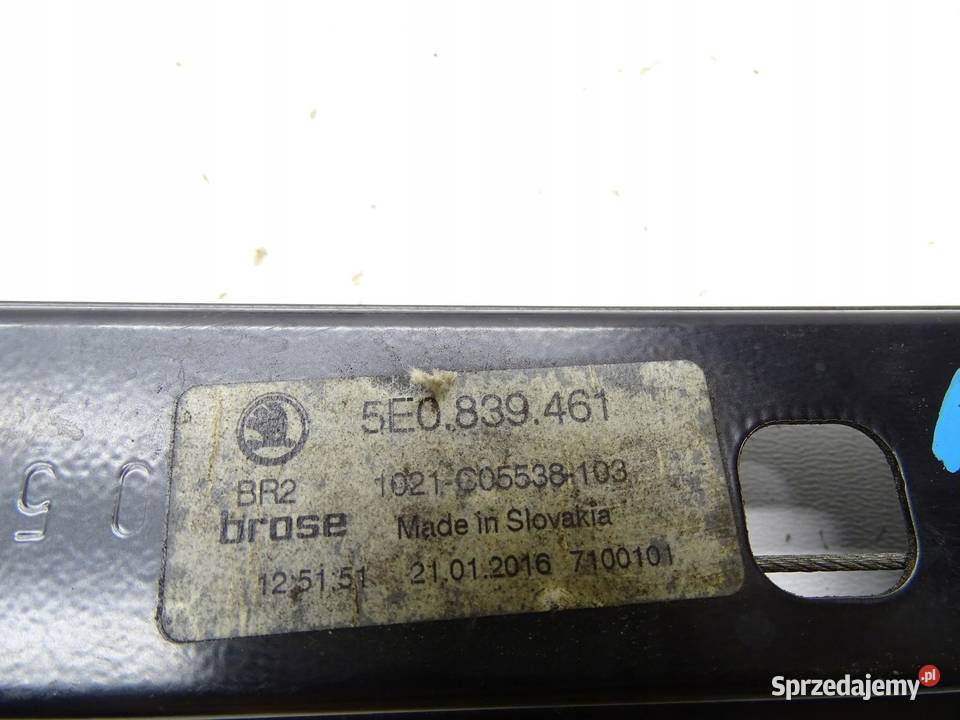 5E0.839.461
BR2 1021-C05538-103
brose Made in Slovakia
12:51:51 21.01.2016 7100101
05
Sprzedajemy.pl